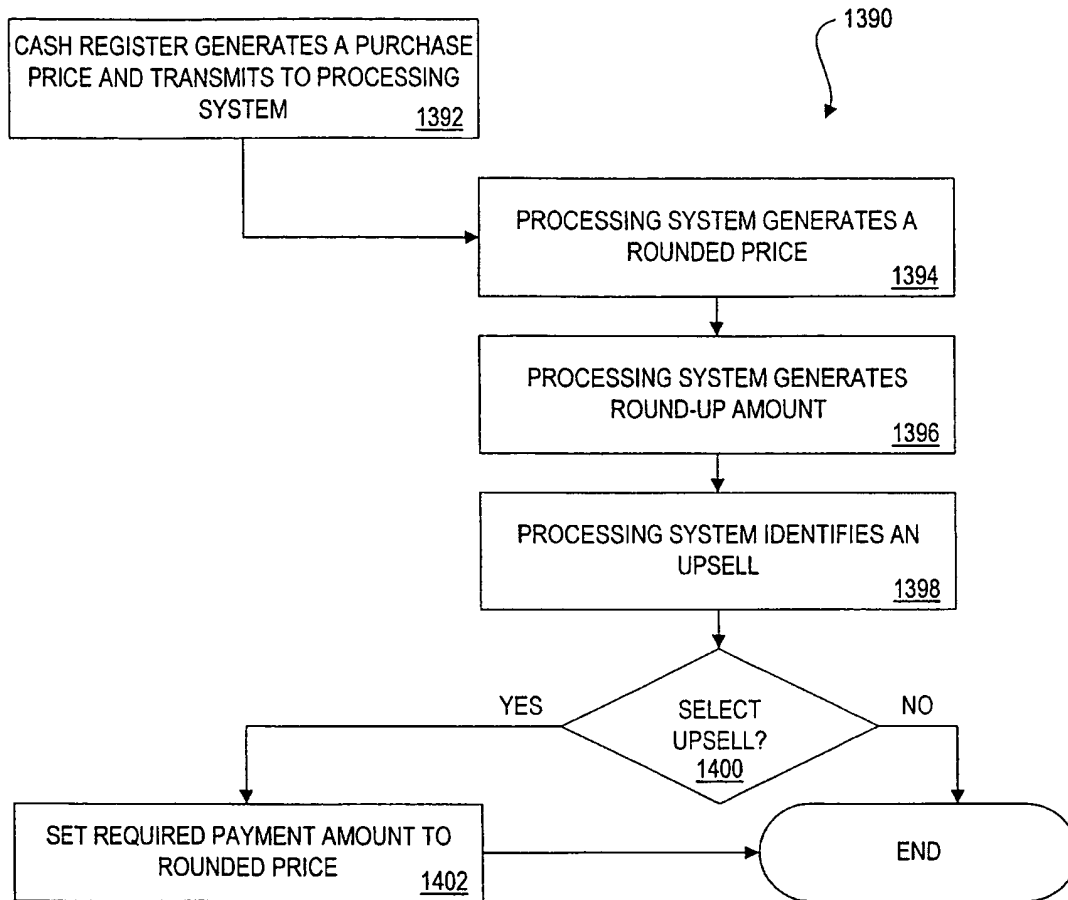 1390
CASH REGISTER GENERATES A PURCHASE
PRICE AND TRANSMITS TO PROCESSING
SYSTEM
1392
PROCESSING SYSTEM GENERATES A
ROUNDED PRICE
1394
PROCESSING SYSTEM GENERATES
ROUND-UP AMOUNT
1396
PROCESSING SYSTEM IDENTIFIES AN
UPSELL
1398
YES
SELECT
UPSELL?
1400
NO
SET REQUIRED PAYMENT AMOUNT TO
ROUNDED PRICE
1402
END